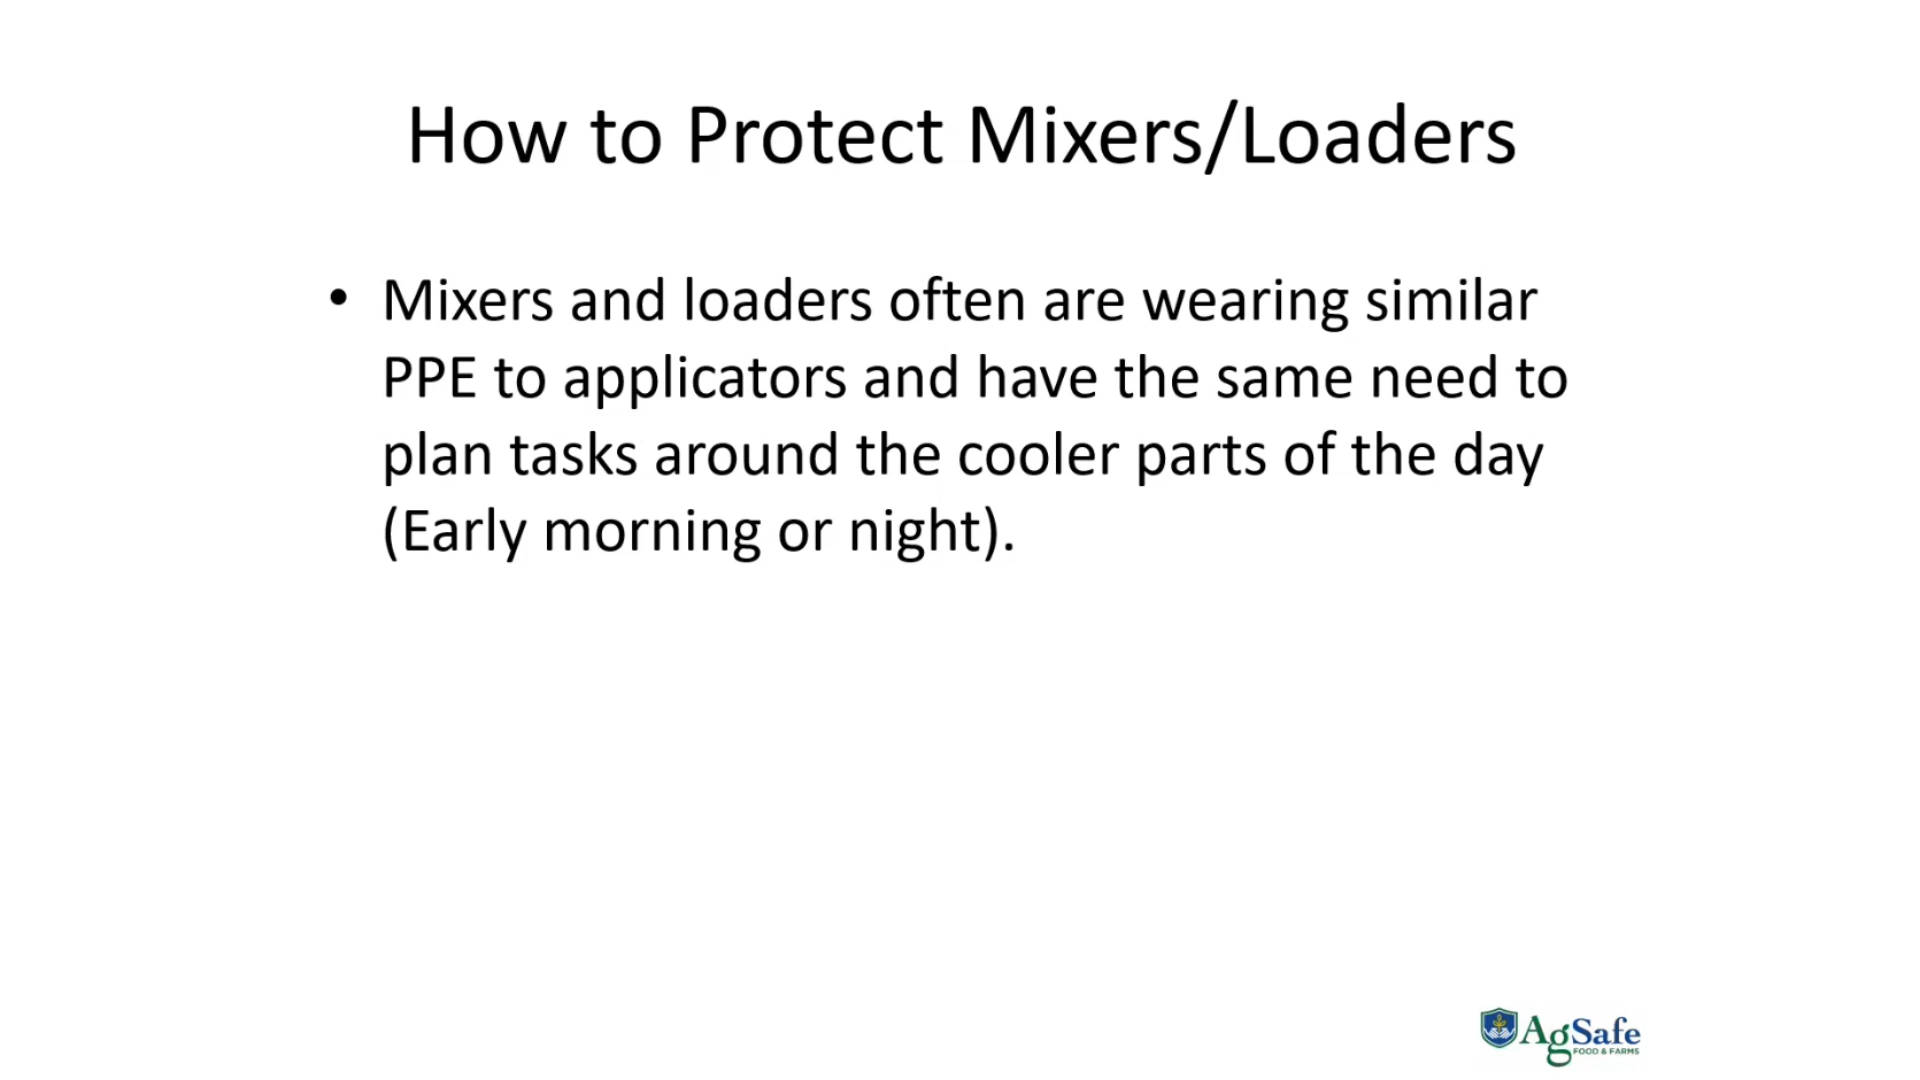 How to Protect Mixers/Loaders
• Mixers and loaders often are wearing similar
PPE to applicators and have the same need to
plan tasks around the cooler parts of the day
(Early morning or night).
AgSafe
FOOD & FARMS